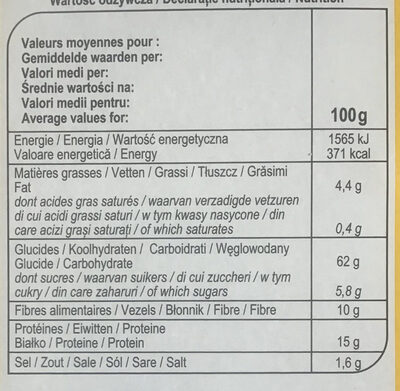 Wartość odżywcza / Declarație nutrițională / Nutrition
Valeurs moyennes pour :
Gemiddelde waarden per:
Valori medi per:
Średnie wartości na:
Valorii medii pentru:
Average values for: 100 g
Energie / Energia / Wartość energetyczna 1565 kJ
Valoare energetică / Energy 371 kcal
Matières grasses / Vetten / Grassi / Tłuszcz / Grăsimi
Fat 4,4 g
dont acides gras saturés / waarvan verzadigde vetzuren
di cui acidi grassi saturi / w tym kwasy nasycone / din
care acizi grași saturați / of which saturates 0,4 g
Glucides / Koolhydraten / Carboidrati / Węglowodany
Glucide / Carbohydrate 62 g
dont sucres / waarvan suikers / di cui zuccheri / w tym
cukry / din care zaharuri / of which sugars 5,8 g
Fibres alimentaires / Vezels / Błonnik / Fibre / Fibre 10 g
Protéines / Eiwitten / Proteine
Białko / Proteine / Protein 15 g
Sel / Zout / Sale / Sól / Sare / Salt 1,6 g